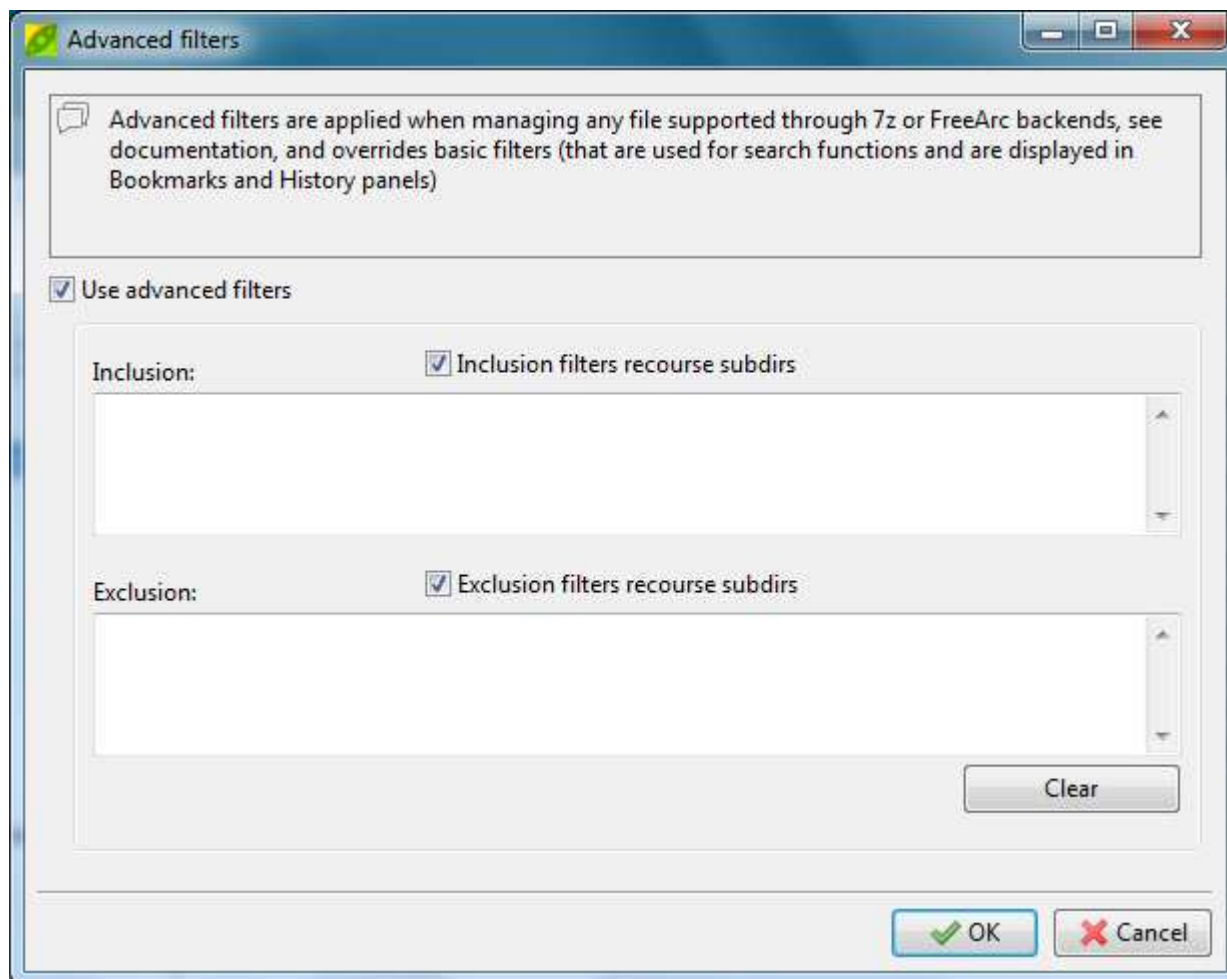 Advanced filters
Advanced filters are applied when managing any file supported through 7z or FreeArc backends, see
documentation, and overrides basic filters (that are used for search functions and are displayed in
Bookmarks and History panels)
Use advanced filters
Inclusion:
Inclusion filters recourse subdirs
Exclusion:
Exclusion filters recourse subdirs
Clear
OK
Cancel